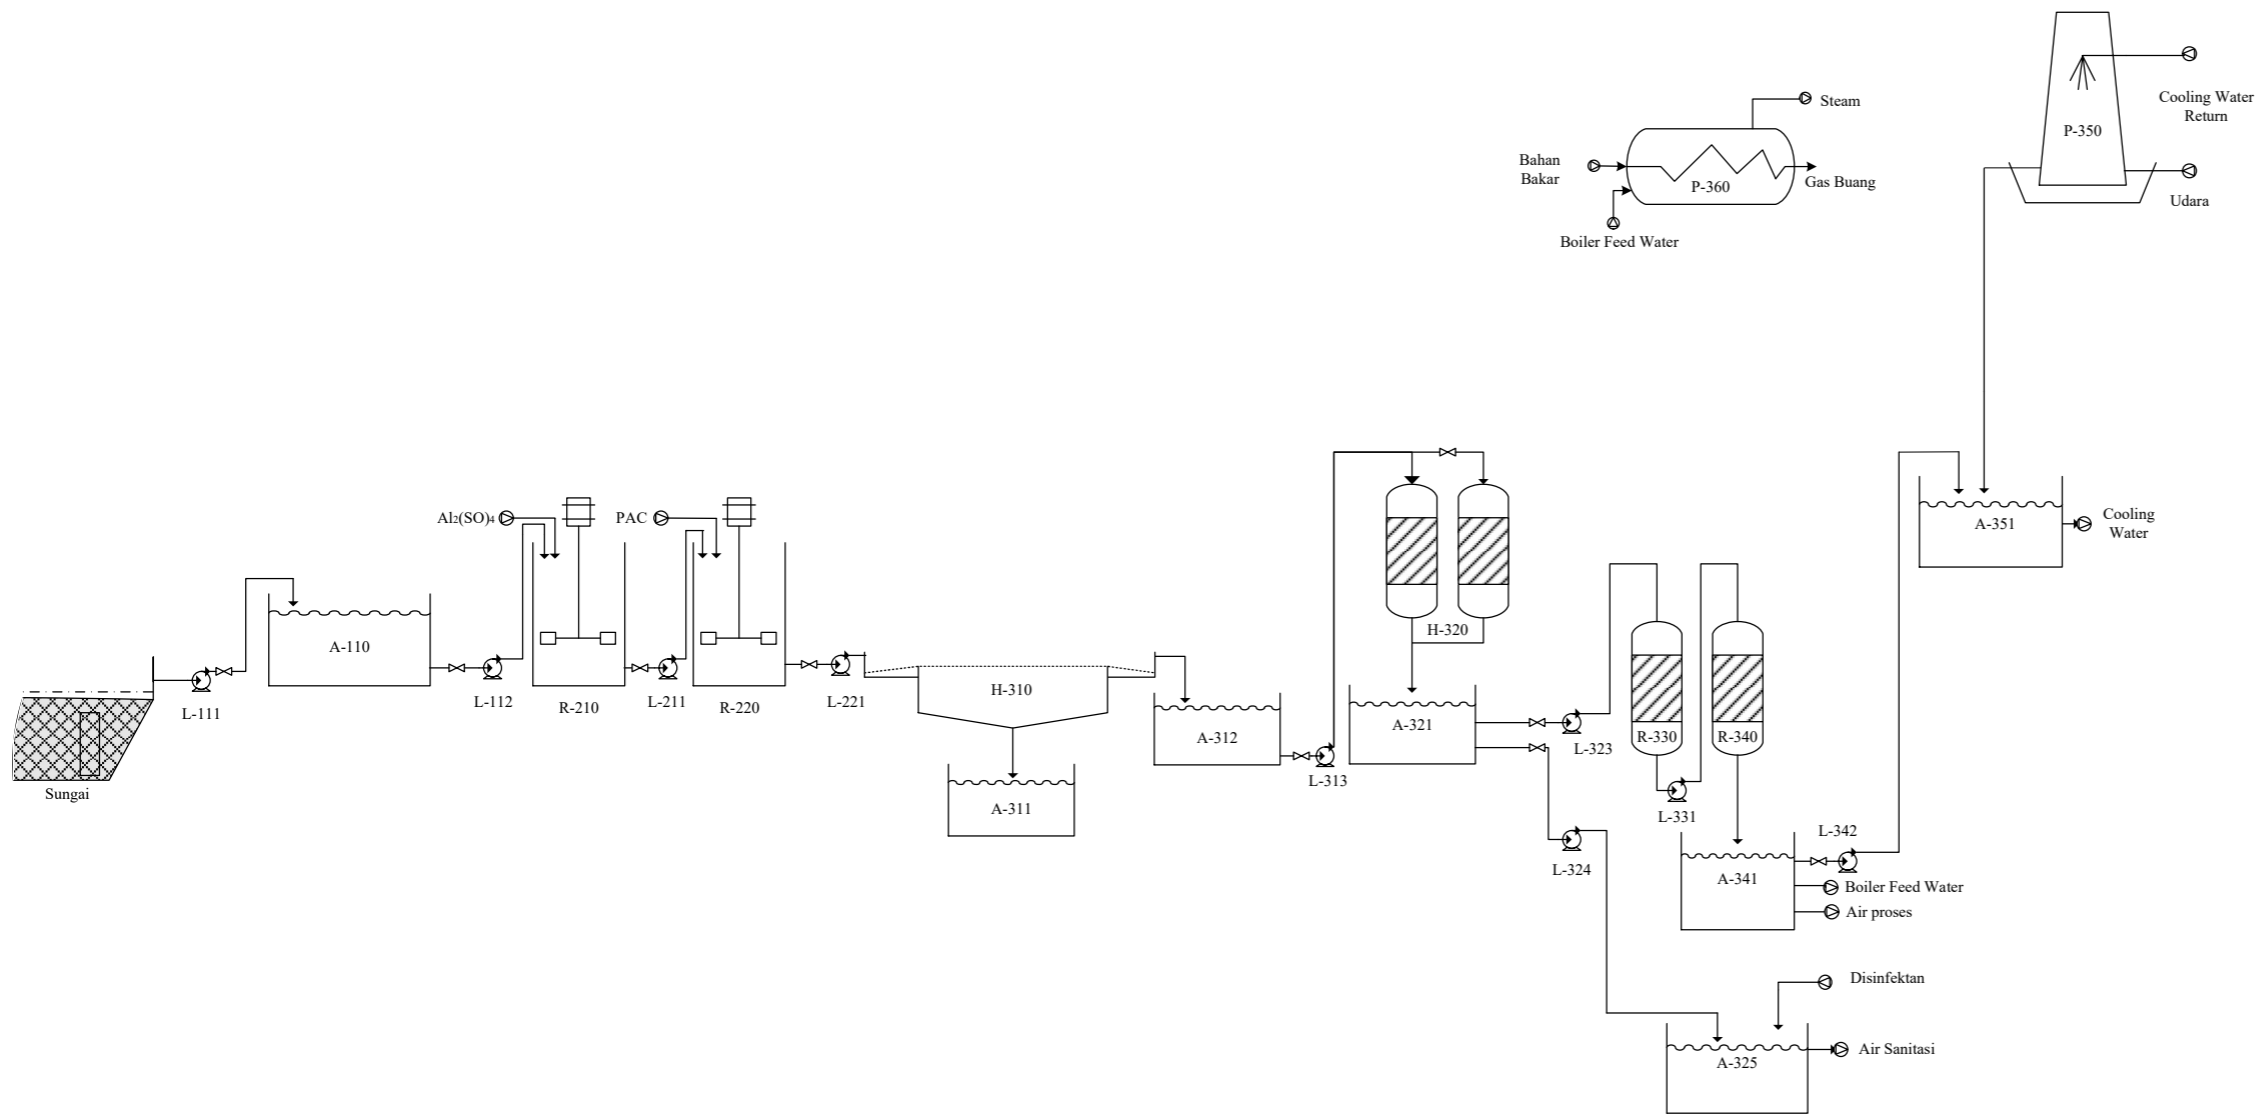 Cooling Water
Return
P-350
Udara
Steam
Bahan
Bakar
P-360
Gas Buang
Boiler Feed Water
Al2(SO)4
PAC
A-351
Cooling
Water
A-110
L-111
L-112
R-210
L-211
R-220
L-221
H-310
A-311
A-312
L-313
H-320
A-321
L-323
L-324
R-330
R-340
L-331
L-342
A-341
Boiler Feed Water
Air proses
Sungai
Disinfektan
Air Sanitasi
A-325